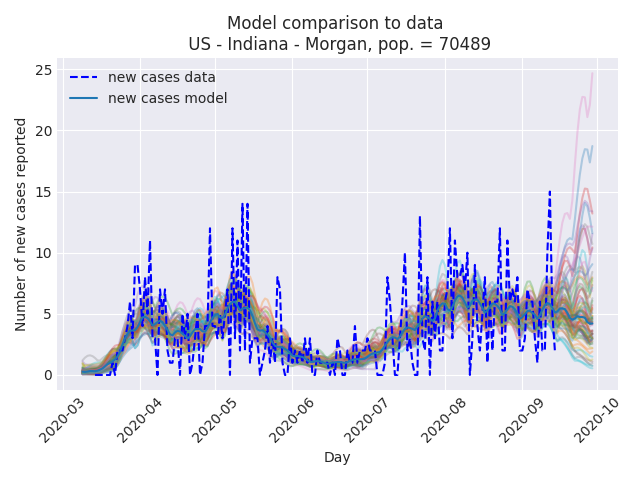 Model comparison to data
US - Indiana - Morgan, pop. = 70489
new cases data
new cases model
Number of new cases reported
25
20
15
10
5
0
2020-03
2020-04
2020-05
2020-06
2020-07
2020-08
2020-09
2020-10
Day